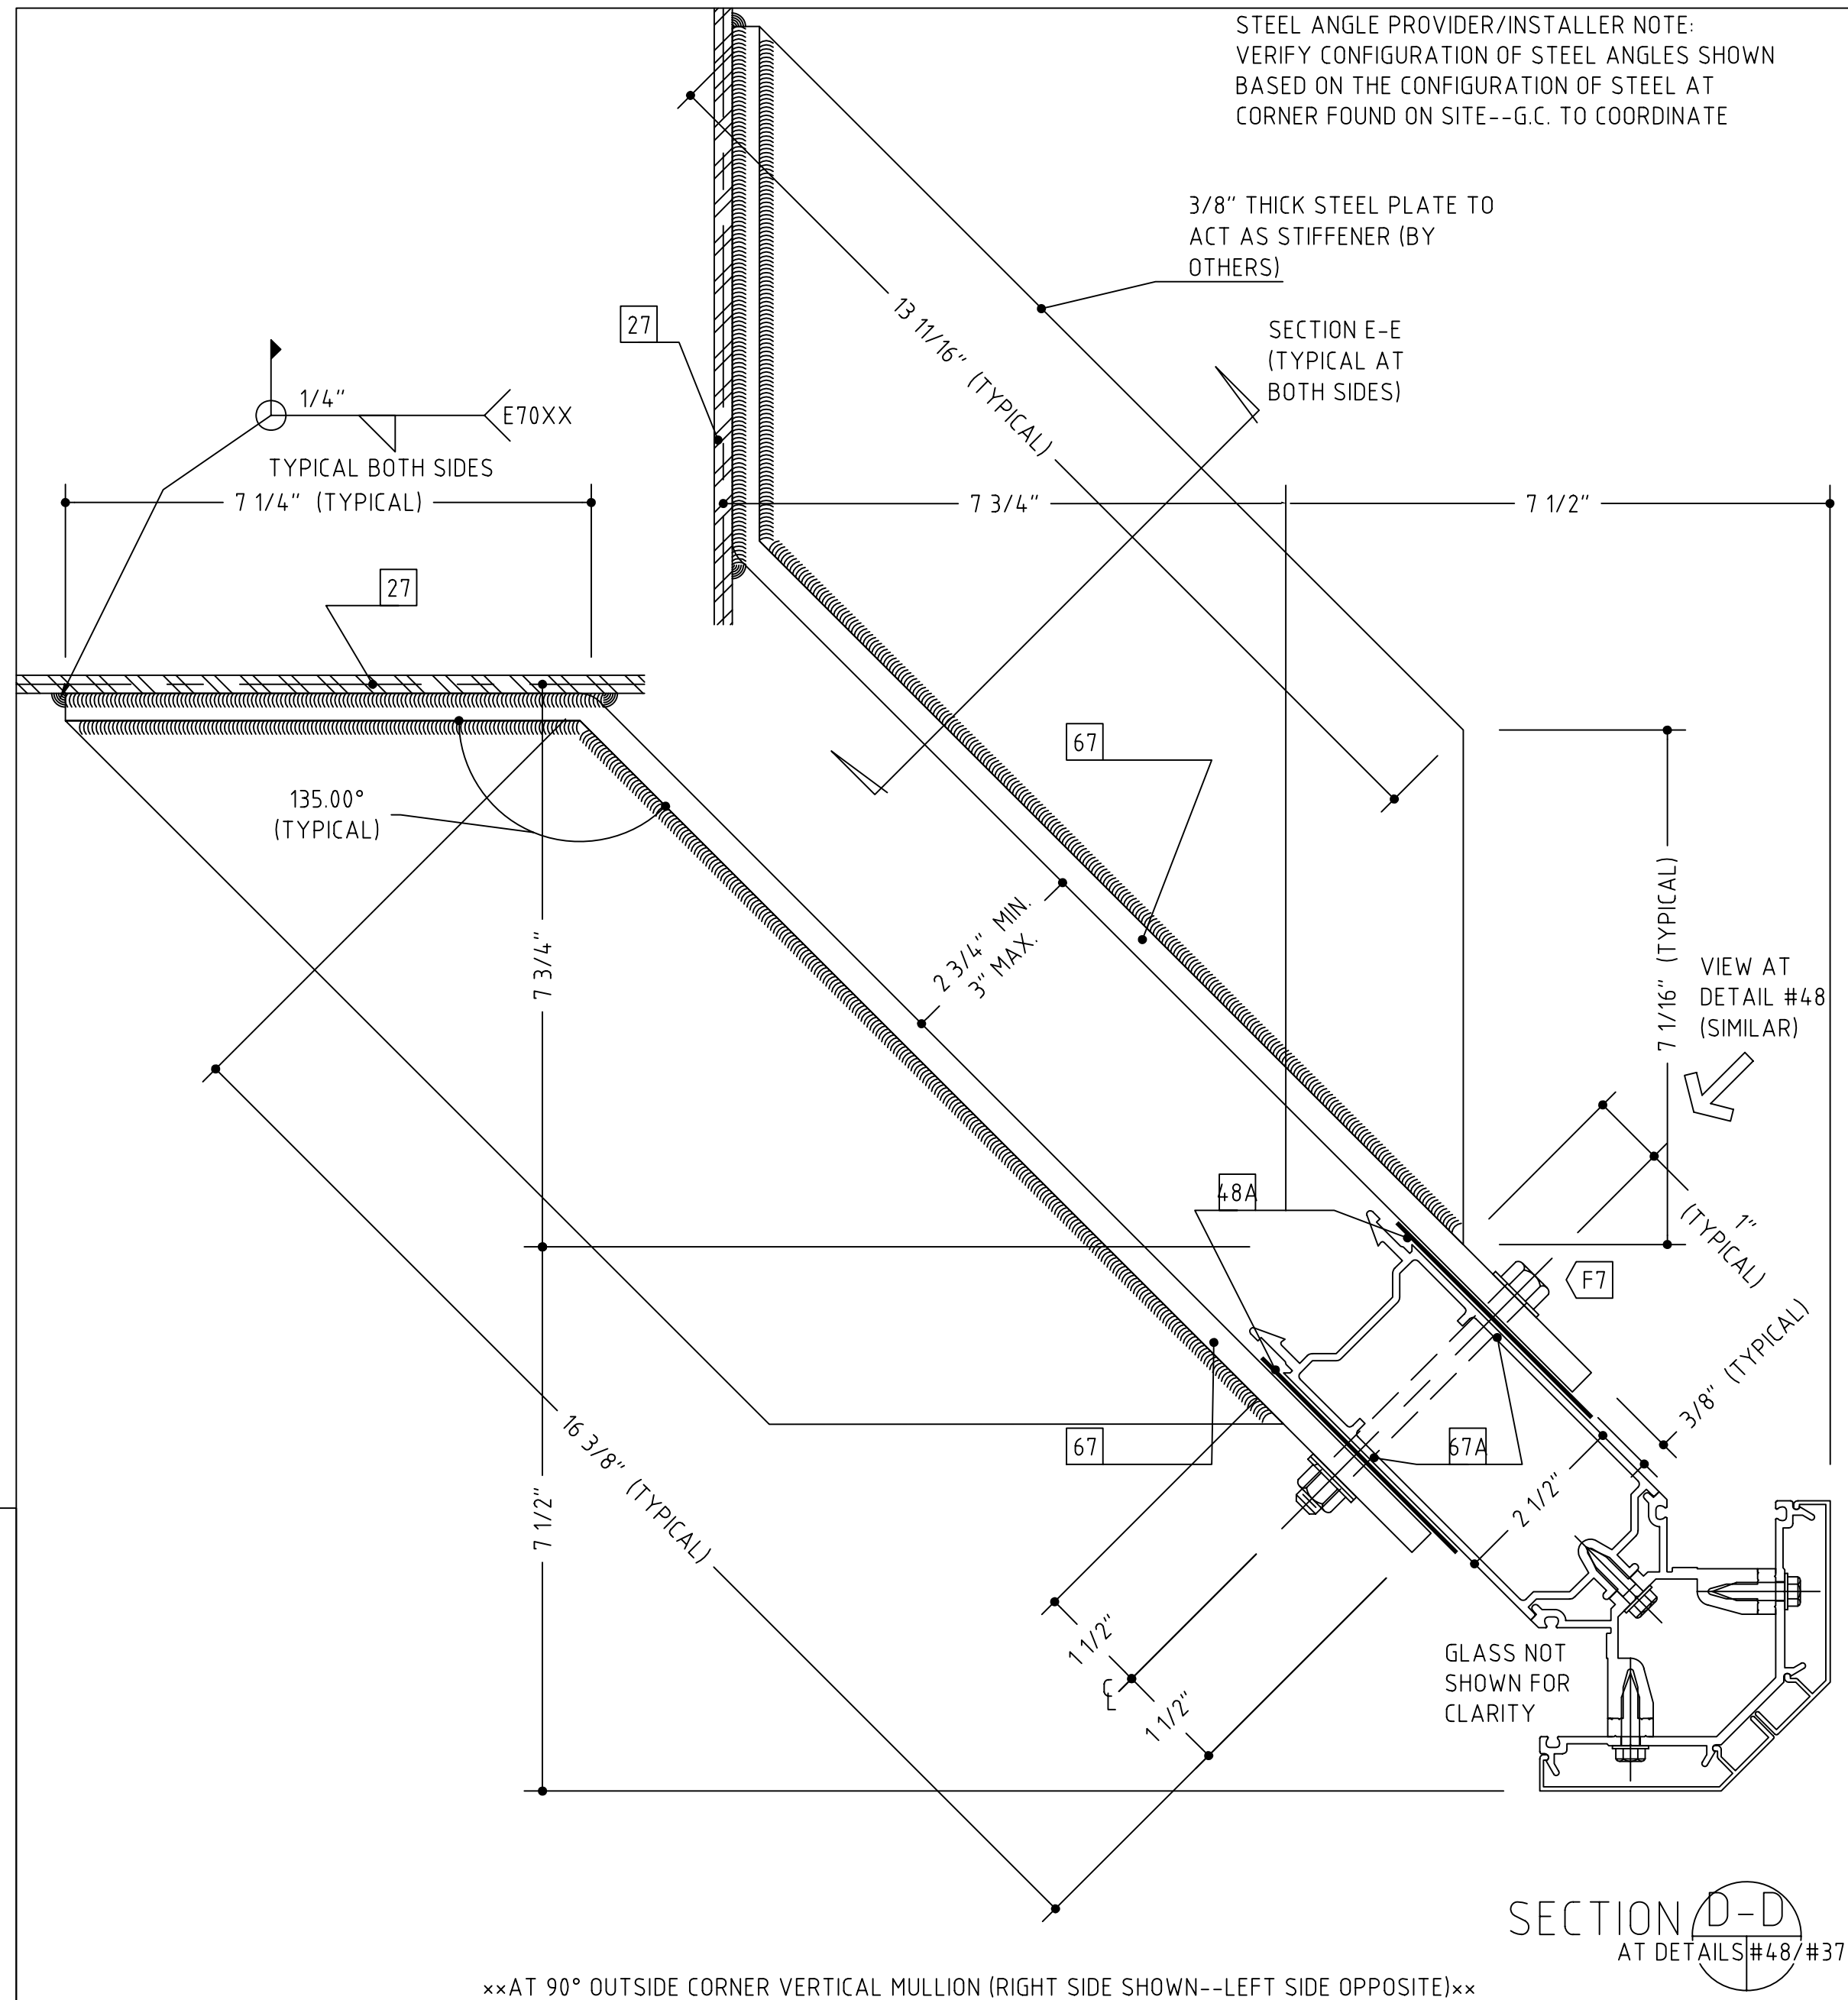 STEEL ANGLE PROVIDER/INSTALLER NOTE:
VERIFY CONFIGURATION OF STEEL ANGLES SHOWN
BASED ON THE CONFIGURATION OF STEEL AT
CORNER FOUND ON SITE--G.C. TO COORDINATE
3/8" THICK STEEL PLATE TO
ACT AS STIFFENER (BY
OTHERS)
SECTION E-E
(TYPICAL AT
BOTH SIDES)
13 11/16" (TYPICAL)
27
1/4"
E70XX
TYPICAL BOTH SIDES
7 1/4" (TYPICAL)
7 3/4"
7 1/2"
27
67
135.00°
(TYPICAL)
2 3/4" MIN.
3" MAX.
7 3/4"
7 1/16" (TYPICAL)
VIEW AT
DETAIL #48
(SIMILAR)
48A
1"
(TYPICAL)
F7
3/8" (TYPICAL)
67
67A
16 3/8" (TYPICAL)
7 1/2"
2 1/2"
1 1/2"
℄
1 1/2"
GLASS NOT
SHOWN FOR
CLARITY
SECTION D-D
AT DETAILS #48/#37
××AT 90° OUTSIDE CORNER VERTICAL MULLION (RIGHT SIDE SHOWN--LEFT SIDE OPPOSITE)××